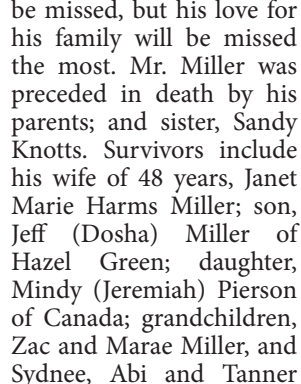 be missed, but his love for
his family will be missed
the most. Mr. Miller was
preceded in death by his
parents; and sister, Sandy
Knotts. Survivors include
his wife of 48 years, Janet
Marie Harms Miller; son,
Jeff (Dosha) Miller of
Hazel Green; daughter,
Mindy (Jeremiah) Pierson
of Canada; grandchildren,
Zac and Marae Miller, and
Sydnee, Abi and Tanner